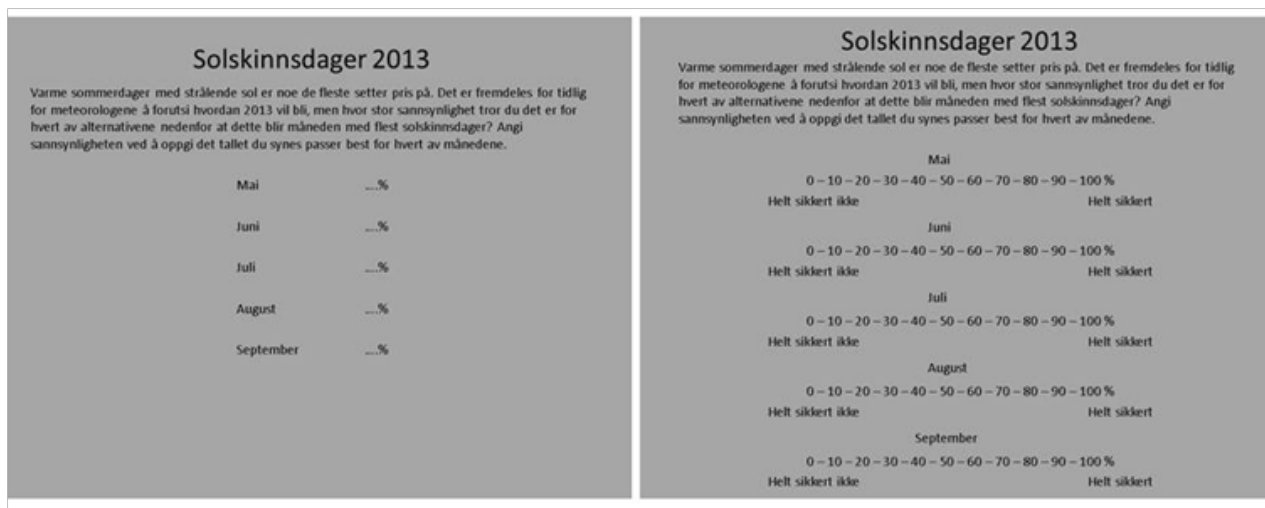 Solskinnsdager 2013
Varme sommerdager med strålende sol er noe de fleste setter pris på. Det er fremdeles for tidlig
for meteorologene å forutsi hvordan 2013 vil bli, men hvor stor sannsynlighet tror du det er for
hvert av alternativene nedenfor at dette blir måneden med flest solskinnsdager? Angi
sannsynligheten ved å oppgi det tallet du synes passer best for hvert av månedene.
Mai ....%
Juni ....%
Juli ....%
August ....%
September ....%
Solskinnsdager 2013
Varme sommerdager med strålende sol er noe de fleste setter pris på. Det er fremdeles for tidlig
for meteorologene å forutsi hvordan 2013 vil bli, men hvor stor sannsynlighet tror du det er for
hvert av alternativene nedenfor at dette blir måneden med flest solskinnsdager? Angi
sannsynligheten ved å oppgi det tallet du synes passer best for hvert av månedene.
Mai
0 – 10 – 20 – 30 – 40 – 50 – 60 – 70 – 80 – 90 – 100 %
Helt sikkert ikke Helt sikkert
Juni
0 – 10 – 20 – 30 – 40 – 50 – 60 – 70 – 80 – 90 – 100 %
Helt sikkert ikke Helt sikkert
Juli
0 – 10 – 20 – 30 – 40 – 50 – 60 – 70 – 80 – 90 – 100 %
Helt sikkert ikke Helt sikkert
August
0 – 10 – 20 – 30 – 40 – 50 – 60 – 70 – 80 – 90 – 100 %
Helt sikkert ikke Helt sikkert
September
0 – 10 – 20 – 30 – 40 – 50 – 60 – 70 – 80 – 90 – 100 %
Helt sikkert ikke Helt sikkert